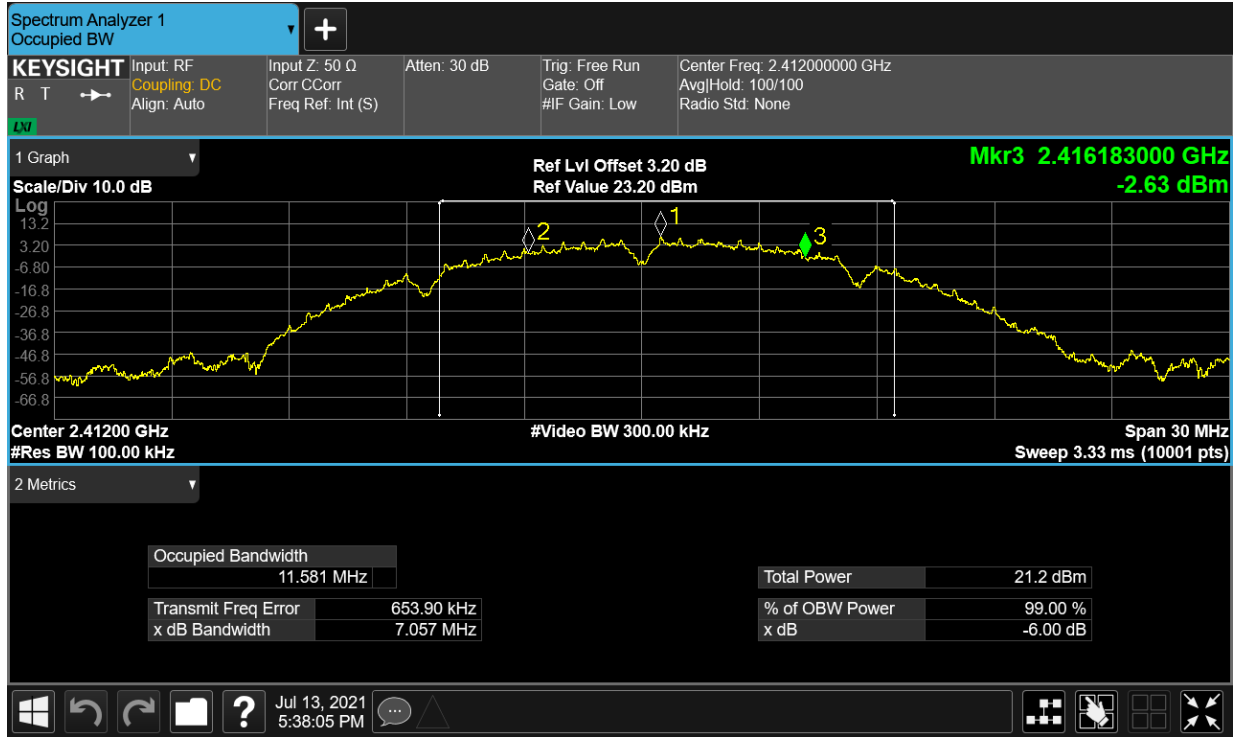 Spectrum Analyzer 1
Occupied BW
▼
+
KEYSIGHT
R T
LXI
Input: RF
Coupling: DC
Align: Auto
Input Z: 50 Ω
Corr CCorr
Freq Ref: Int (S)
Atten: 30 dB
Trig: Free Run
Gate: Off
#IF Gain: Low
Center Freq: 2.412000000 GHz
Avg|Hold: 100/100
Radio Std: None
1 Graph ▼
Scale/Div 10.0 dB
Ref Lvl Offset 3.20 dB
Ref Value 23.20 dBm
Mkr3 2.416183000 GHz
-2.63 dBm
Log
13.2
3.20
-6.80
-16.8
-26.8
-36.8
-46.8
-56.8
-66.8
2
1
3
Center 2.41200 GHz
#Res BW 100.00 kHz
#Video BW 300.00 kHz
Span 30 MHz
Sweep 3.33 ms (10001 pts)
2 Metrics ▼
Occupied Bandwidth
11.581 MHz
Transmit Freq Error 653.90 kHz
x dB Bandwidth 7.057 MHz
Total Power 21.2 dBm
% of OBW Power 99.00 %
x dB -6.00 dB
?
Jul 13, 2021
5:38:05 PM